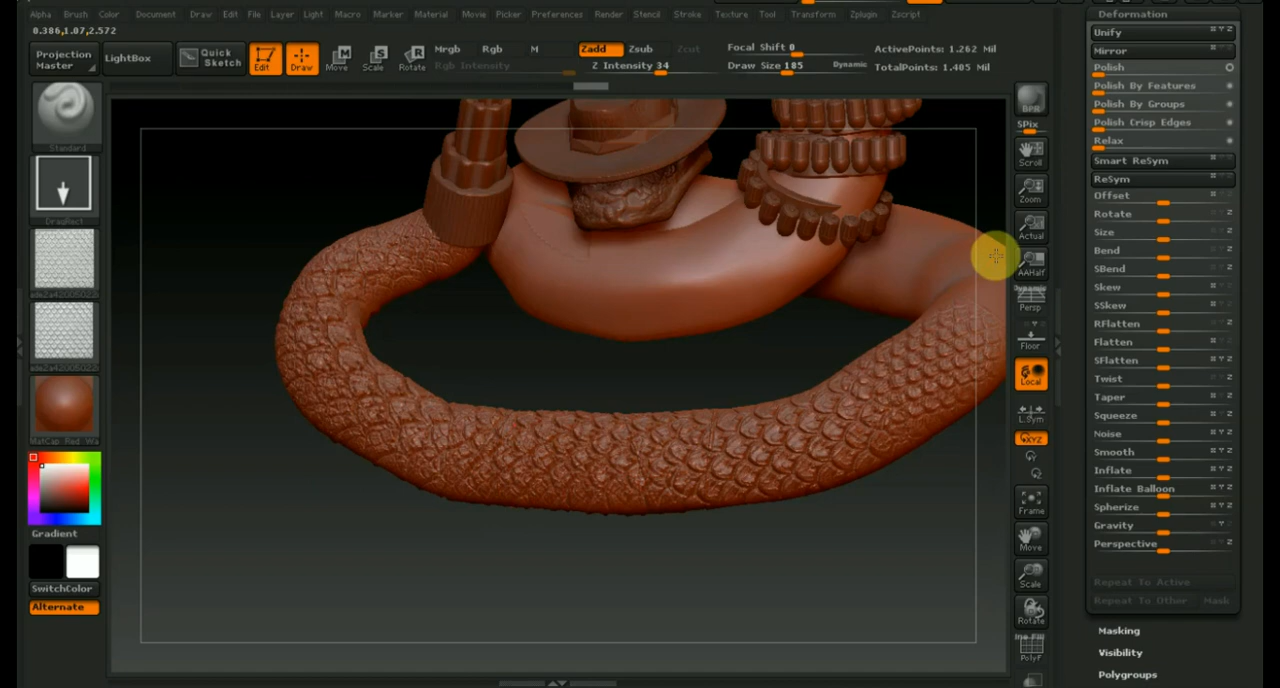 Alpha Brush Color Document Draw Edit File Layer Light Macro Marker Material Movie Picker Preferences Render Stencil Stroke Texture Tool Transform Zplugin Zscript
0.386,1.07,2.572
Projection Master
LightBox
Quick Sketch
Edit
Draw
Move
Scale
Rotate
Mrgb Rgb M
Rgb Intensity
Zadd Zsub Zcut
Z Intensity 34
Focal Shift 0
Draw Size 185 Dynamic
ActivePoints: 1.262 Mil
TotalPoints: 1.405 Mil
Standard
DragRect
MatCap Red Wa
Gradient
SwitchColor
Alternate
BPR
SPix
Scroll
Zoom
Actual
AAHalf
Dynamic
Persp
Floor
Local
L.Sym
XYZ
Frame
Move
Scale
Rotate
PolyF
Deformation
Unify
Mirror
Polish
Polish By Features
Polish By Groups
Polish Crisp Edges
Relax
Smart ReSym
ReSym
Offset
Rotate
Size
Bend
SBend
Skew
SSkew
RFlatten
Flatten
SFlatten
Twist
Taper
Squeeze
Noise
Smooth
Inflate
Inflate Balloon
Spherize
Gravity
Perspective
Repeat To Active
Repeat To Other Mask
Masking
Visibility
Polygroups